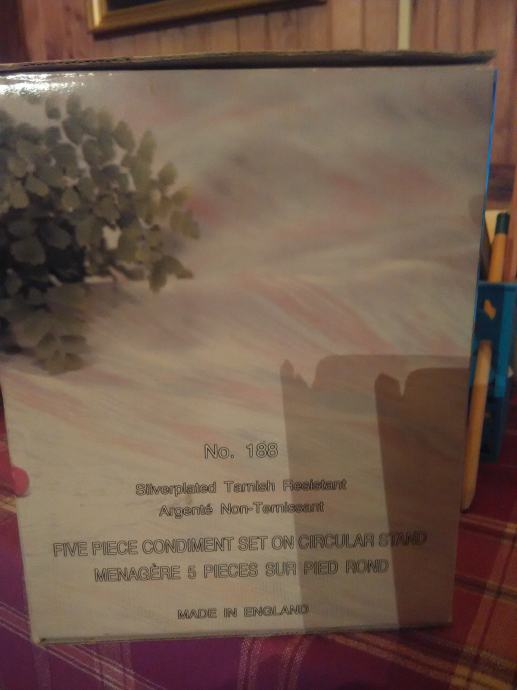 No. 188
Silverplated Tarnish Resistant
Argenté Non-Ternissant
FIVE PIECE CONDIMENT SET ON CIRCULAR STAND
MENAGÈRE 5 PIECES SUR PIED ROND
MADE IN ENGLAND